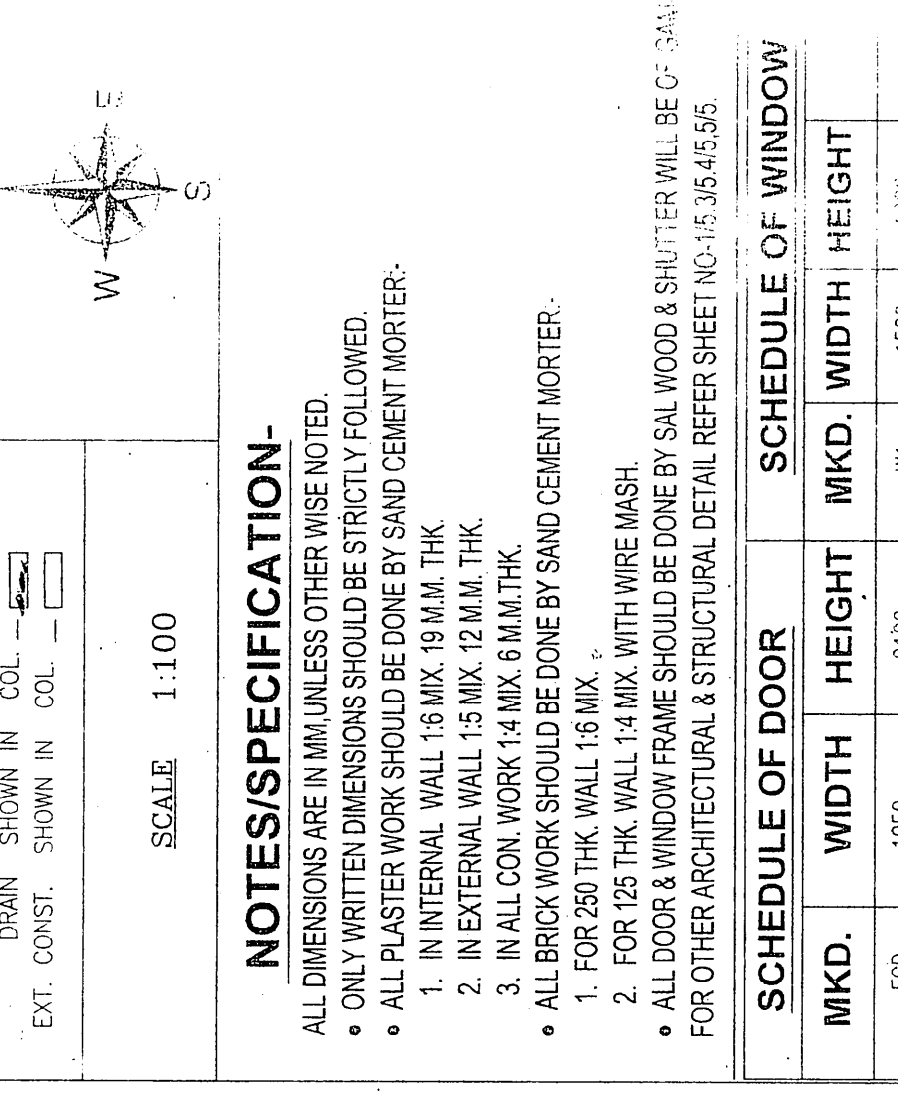 DRAIN SHOWN IN COL. —
EXT. CONST. SHOWN IN COL. —
E
W
S
SCALE 1:100
NOTES/SPECIFICATION-
ALL DIMENSIONS ARE IN MM,UNLESS OTHER WISE NOTED.
• ONLY WRITTEN DIMENSIONS SHOULD BE STRICTLY FOLLOWED.
• ALL PLASTER WORK SHOULD BE DONE BY SAND CEMENT MORTER:-
1. IN INTERNAL WALL 1:6 MIX. 19 M.M. THK.
2. IN EXTERNAL WALL 1:5 MIX. 12 M.M. THK.
3. IN ALL CON. WORK 1:4 MIX. 6 M.M.THK.
• ALL BRICK WORK SHOULD BE DONE BY SAND CEMENT MORTER:-
1. FOR 250 THK. WALL 1:6 MIX.
2. FOR 125 THK. WALL 1:4 MIX. WITH WIRE MASH.
• ALL DOOR & WINDOW FRAME SHOULD BE DONE BY SAL WOOD & SHUTTER WILL BE OF
FOR OTHER ARCHITECTURAL & STRUCTURAL DETAIL REFER SHEET NO-1/5.3/5.4/5,5/5.
SCHEDULE OF DOOR SCHEDULE OF WINDOW
MKD. WIDTH HEIGHT MKD. WIDTH HEIGHT